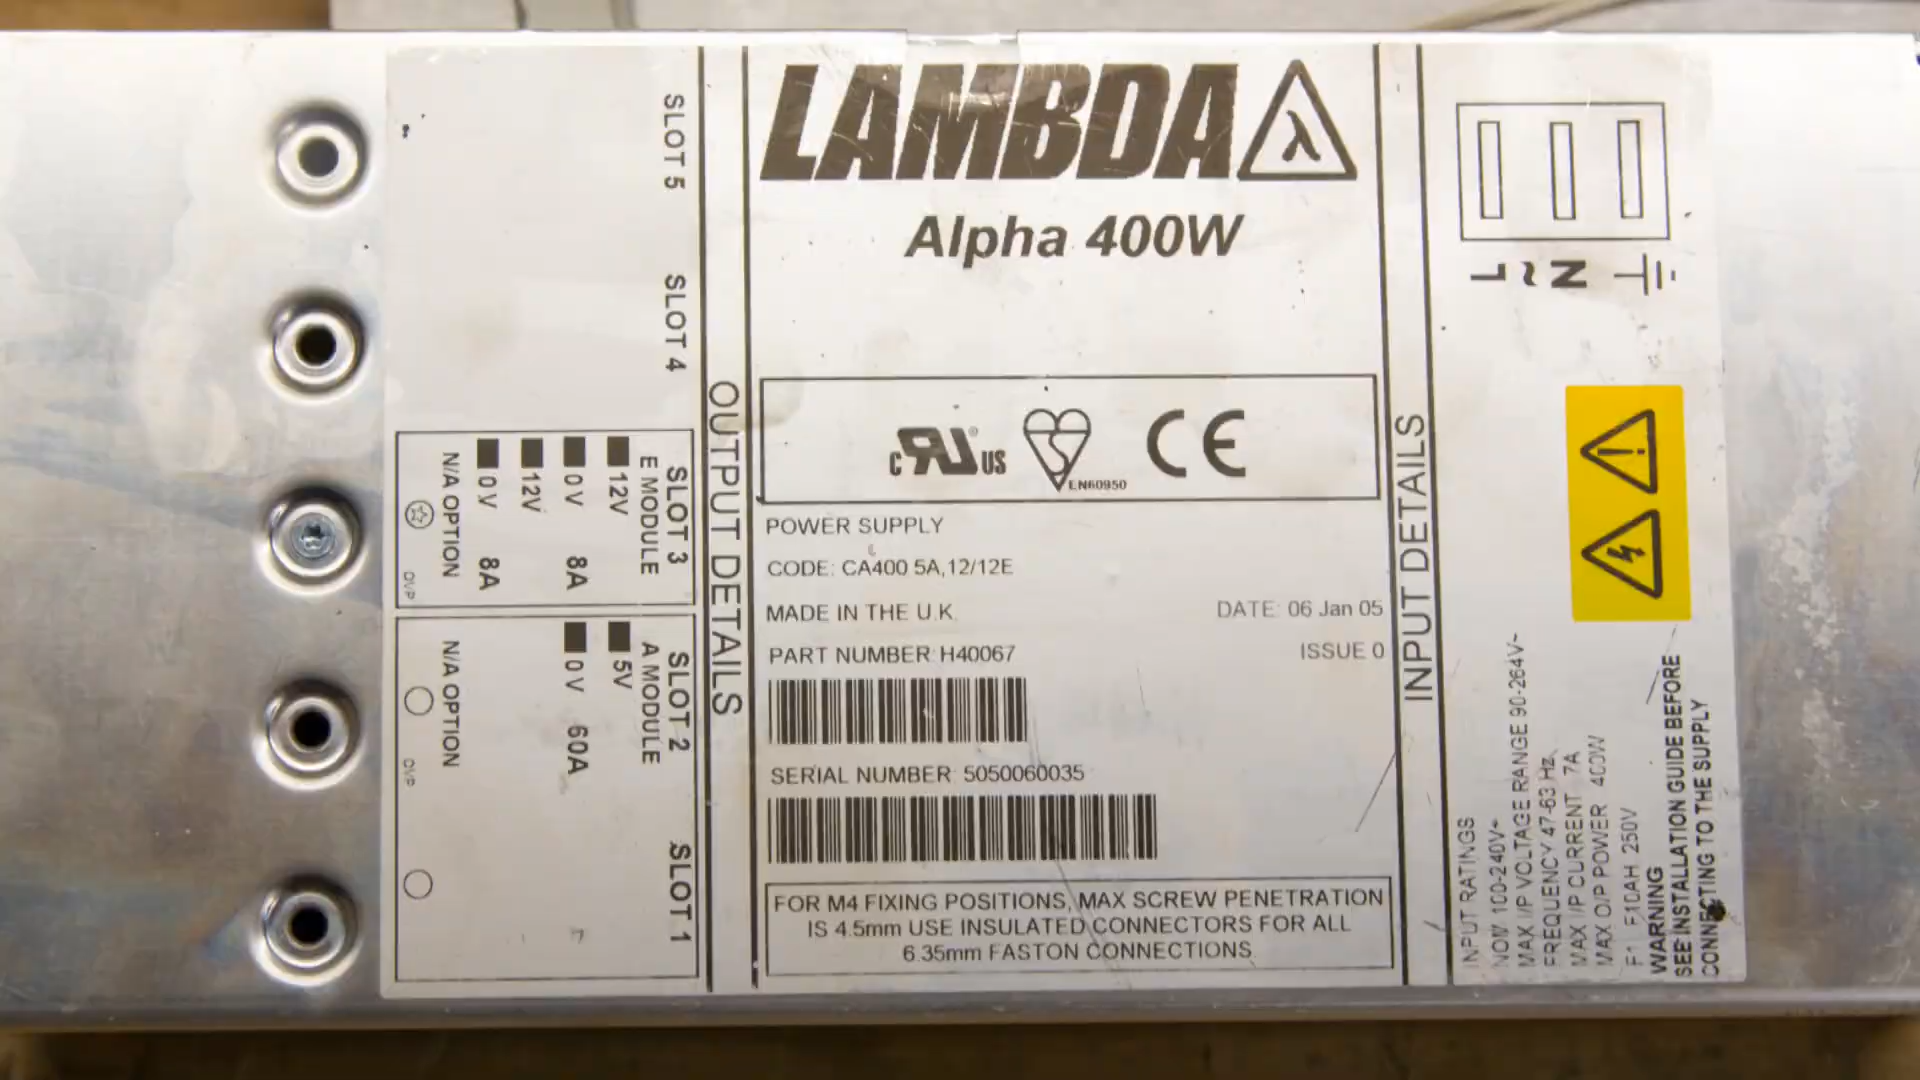 LAMBDA λ
Alpha 400W
c RU US
EN60950
CE
POWER SUPPLY
CODE: CA400 5A,12/12E
MADE IN THE U.K.
DATE: 06 Jan 05
PART NUMBER: H40067
ISSUE 0
SERIAL NUMBER: 5050060035
FOR M4 FIXING POSITIONS, MAX SCREW PENETRATION
IS 4.5mm USE INSULATED CONNECTORS FOR ALL
6.35mm FASTON CONNECTIONS
OUTPUT DETAILS
SLOT 5
SLOT 4
SLOT 3
E MODULE
12V
0V 8A
12V
0V 8A
N/A OPTION
OVP
SLOT 2
A MODULE
5V
0V 60A
N/A OPTION
OVP
SLOT 1
INPUT DETAILS
L ~ N
INPUT RATINGS
NOM 100-240V~
MAX I/P VOLTAGE RANGE 90-264V~
FREQUENCY 47-63 Hz
MAX I/P CURRENT 7A
MAX O/P POWER 400W
F1 F10AH 250V
WARNING
SEE INSTALLATION GUIDE BEFORE
CONNECTING TO THE SUPPLY